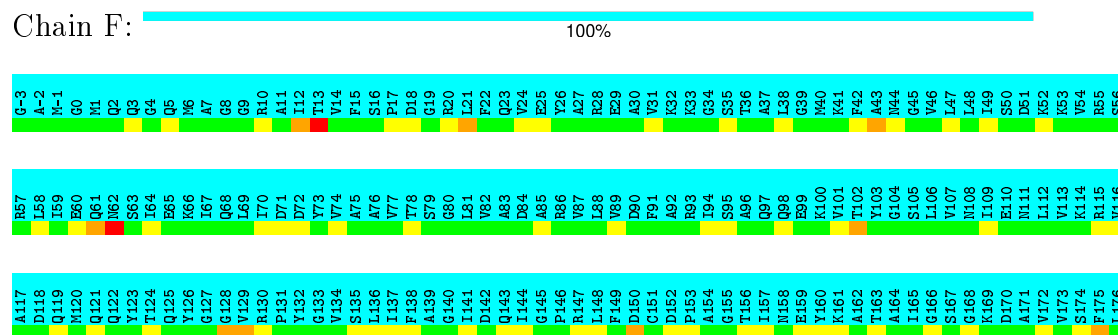 Chain F:
100%
G-3 A-2 M-1 G0 M1 Q2 Q3 G4 Q5 M6 A7 G8 G9 R10 A11 I12 T13 V14 F15 S16 P17 D18 G19 R20 L21 F22 Q23 V24 E25 Y26 A27 R28 E29 A30 V31 K32 K33 G34 S35 T36 A37 L38 G39 M40 K41 F42 A43 N44 G45 V46 L47 L48 I49 S50 D51 K52 K53 V54 R55
R57 L58 I59 E60 Q61 N62 S63 I64 E65 K66 I67 Q68 L69 I70 D71 D72 Y73 V74 A75 A76 V77 T78 S79 G80 L81 V82 A83 D84 A85 R86 V87 L88 V89 D90 F91 A92 R93 I94 S95 A96 Q97 Q98 E99 K100 V101 T102 Y103 G104 S105 L106 V107 N108 I109 E110 N111 L112 V113 K114 R115
A117 D118 Q119 M120 Q121 Q122 Y123 T124 Q125 Y126 G127 G128 V129 R130 P131 Y132 G133 V134 S135 L136 I137 F138 A139 G140 I141 D142 Q143 I144 G145 P146 R147 L148 F149 D150 C151 D152 P153 A154 G155 T156 I157 N158 E159 Y160 K161 A162 T163 A164 I165 G166 S167 G168 K169 D170 A171 V172 V173 S174 F175